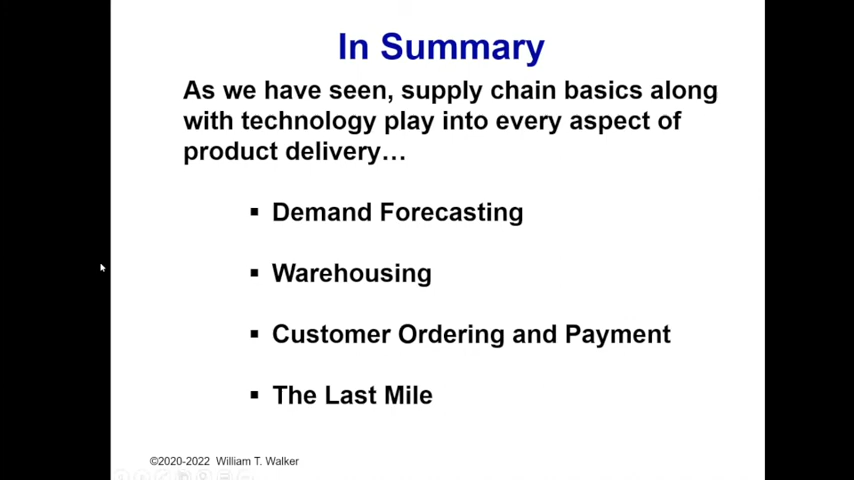 In Summary
As we have seen, supply chain basics along
with technology play into every aspect of
product delivery…
▪ Demand Forecasting
▪ Warehousing
▪ Customer Ordering and Payment
▪ The Last Mile
©2020-2022 William T. Walker